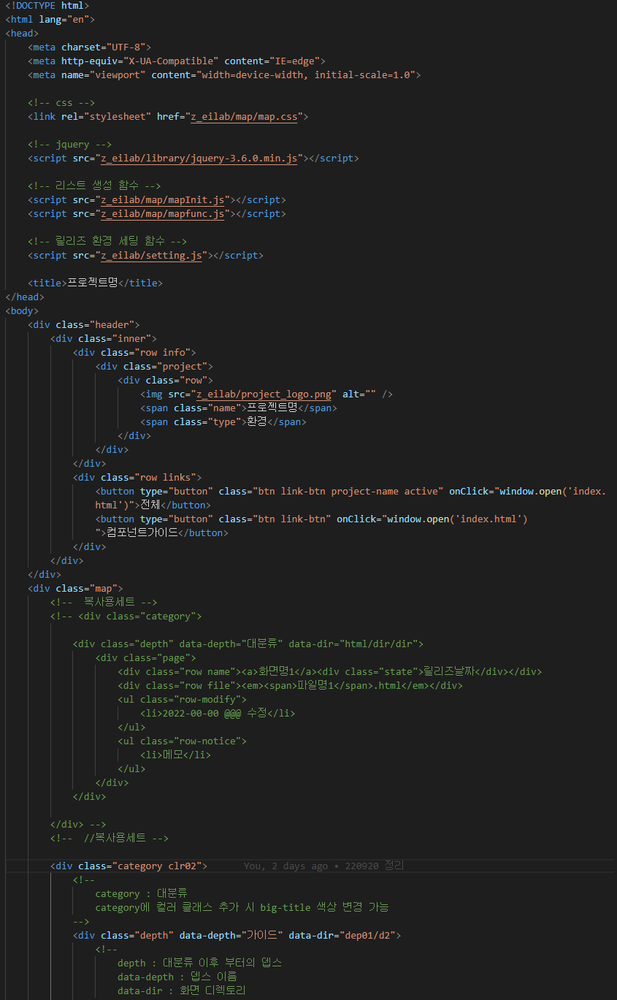 <!DOCTYPE html>
<html lang="en">
<head>
<meta charset="UTF-8">
<meta http-equiv="X-UA-Compatible" content="IE=edge">
<meta name="viewport" content="width=device-width, initial-scale=1.0">
<!-- css -->
<link rel="stylesheet" href="z_eilab/map/map.css">
<!-- jquery -->
<script src="z_eilab/library/jquery-3.6.0.min.js"></script>
<!-- 리스트 생성 함수 -->
<script src="z_eilab/map/mapInit.js"></script>
<script src="z_eilab/map/mapfunc.js"></script>
<!-- 릴리즈 환경 세팅 함수 -->
<script src="z_eilab/setting.js"></script>
<title>프로젝트명</title>
</head>
<body>
<div class="header">
<div class="inner">
<div class="row info">
<div class="project">
<div class="row">
<img src="z_eilab/project_logo.png" alt="" />
<span class="name">프로젝트명</span>
<span class="type">환경</span>
</div>
</div>
</div>
<div class="row links">
<button type="button" class="btn link-btn project-name active" onClick="window.open('index.
html')">전체</button>
<button type="button" class="btn link-btn" onClick="window.open('index.html')
">컴포넌트가이드</button>
</div>
</div>
</div>
<div class="map">
<!--  복사용세트 -->
<!-- <div class="category">
<div class="depth" data-depth="대분류" data-dir="html/dir/dir">
<div class="page">
<div class="row name"><a>화면명1</a><div class="state">릴리즈날짜</div></div>
<div class="row file"><em><span>파일명1</span>.html</em></div>
<ul class="row-modify">
<li>2022-00-00 @@@ 수정</li>
</ul>
<ul class="row-notice">
<li>메모</li>
</ul>
</div>
</div>
</div> -->
<!--  //복사용세트 -->
<div class="category clr02"> You, 2 days ago • 220920 정리
<!--
category : 대분류
category에 컬러 클래스 추가 시 big-title 색상 변경 가능
-->
<div class="depth" data-depth="가이드" data-dir="dep01/d2">
<!--
depth : 대분류 이후 부터의 뎁스
data-depth : 뎁스 이름
data-dir : 화면 디렉토리